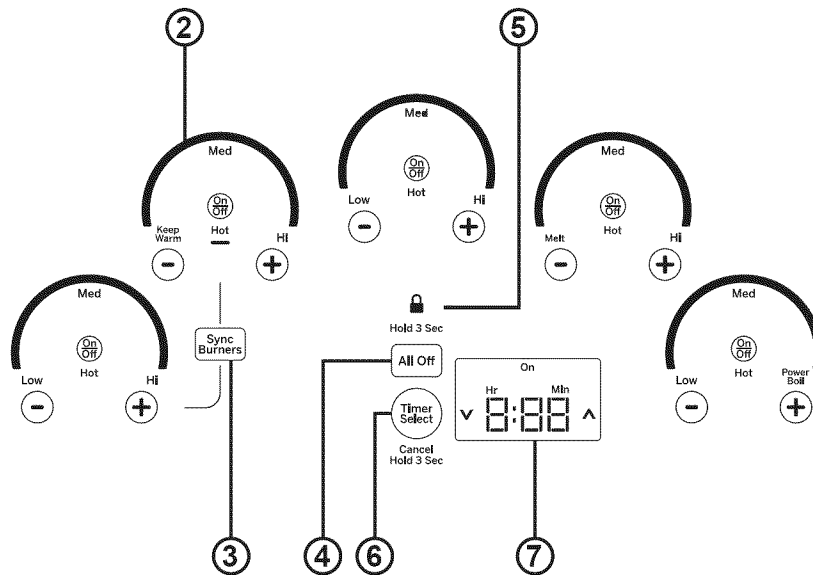 2
5
Med
On
Off
Hot
Keep
Warm
Hi
Med
On
Off
Hot
Low
Hi
Med
On
Off
Hot
Melt
Hi
Med
On
Off
Hot
Low
Hi
Sync
Burners
Hold 3 Sec
All Off
Timer
Select
Cancel
Hold 3 Sec
On
Hr Min
8:88
Med
On
Off
Hot
Low
Power
Boil
3
4
6
7